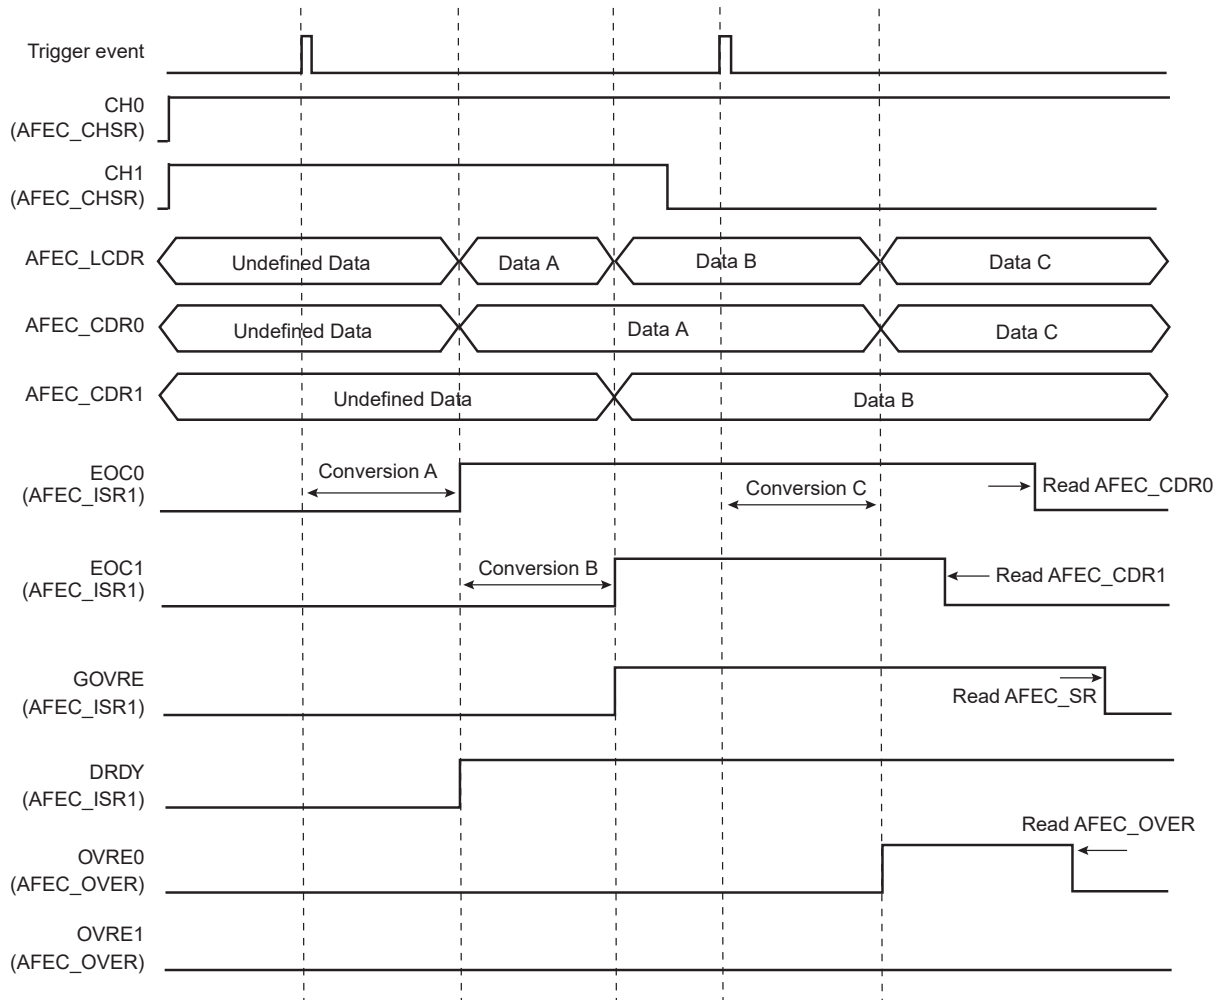 Trigger event
CH0
(AFEC_CHSR)
CH1
(AFEC_CHSR)
AFEC_LCDR
Undefined Data
Data A
Data B
Data C
AFEC_CDR0
Undefined Data
Data A
Data C
AFEC_CDR1
Undefined Data
Data B
EOC0
(AFEC_ISR1)
Conversion A
Conversion C
Read AFEC_CDR0
EOC1
(AFEC_ISR1)
Conversion B
Read AFEC_CDR1
GOVRE
(AFEC_ISR1)
Read AFEC_SR
DRDY
(AFEC_ISR1)
Read AFEC_OVER
OVRE0
(AFEC_OVER)
OVRE1
(AFEC_OVER)